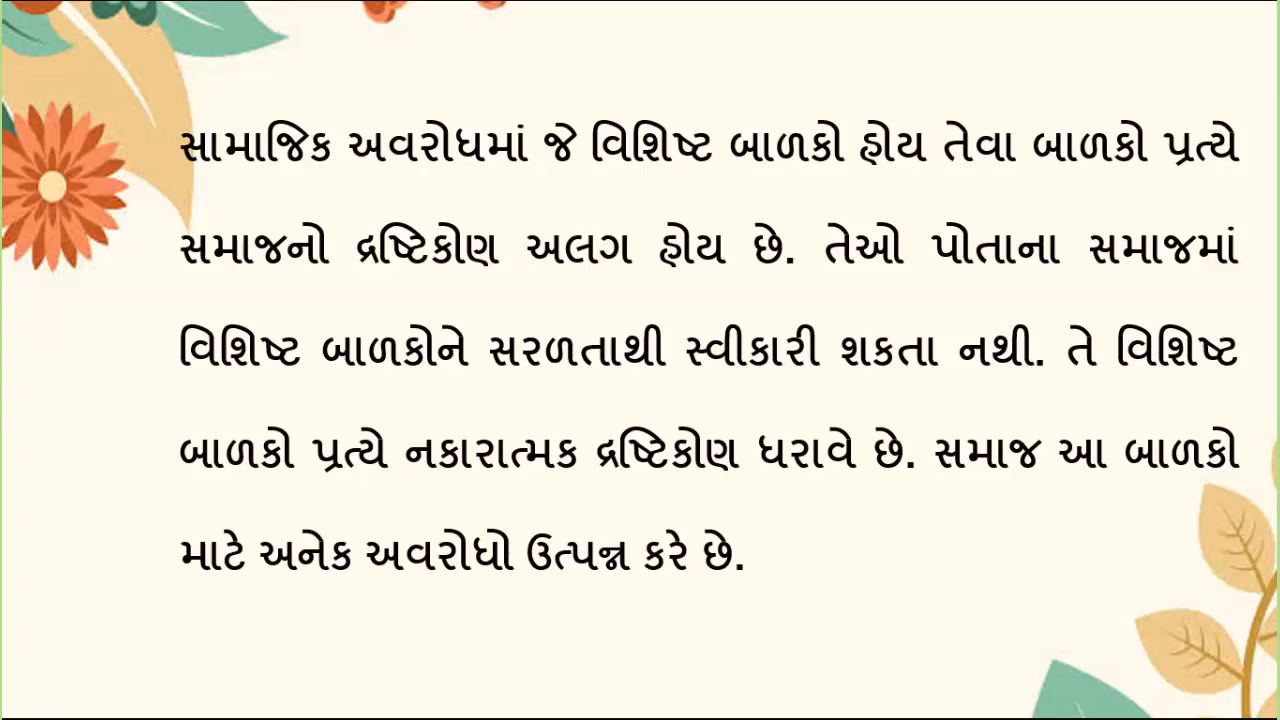 સામાજિક અવરોધમાં જે વિશિષ્ટ બાળકો હોય તેવા બાળકો પ્રત્યે
સમાજનો દ્રષ્ટિકોણ અલગ હોય છે. તેઓ પોતાના સમાજમાં
વિશિષ્ટ બાળકોને સરળતાથી સ્વીકારી શકતા નથી. તે વિશિષ્ટ
બાળકો પ્રત્યે નકારાત્મક દ્રષ્ટિકોણ ધરાવે છે. સમાજ આ બાળકો
માટે અનેક અવરોધો ઉત્પન્ન કરે છે.